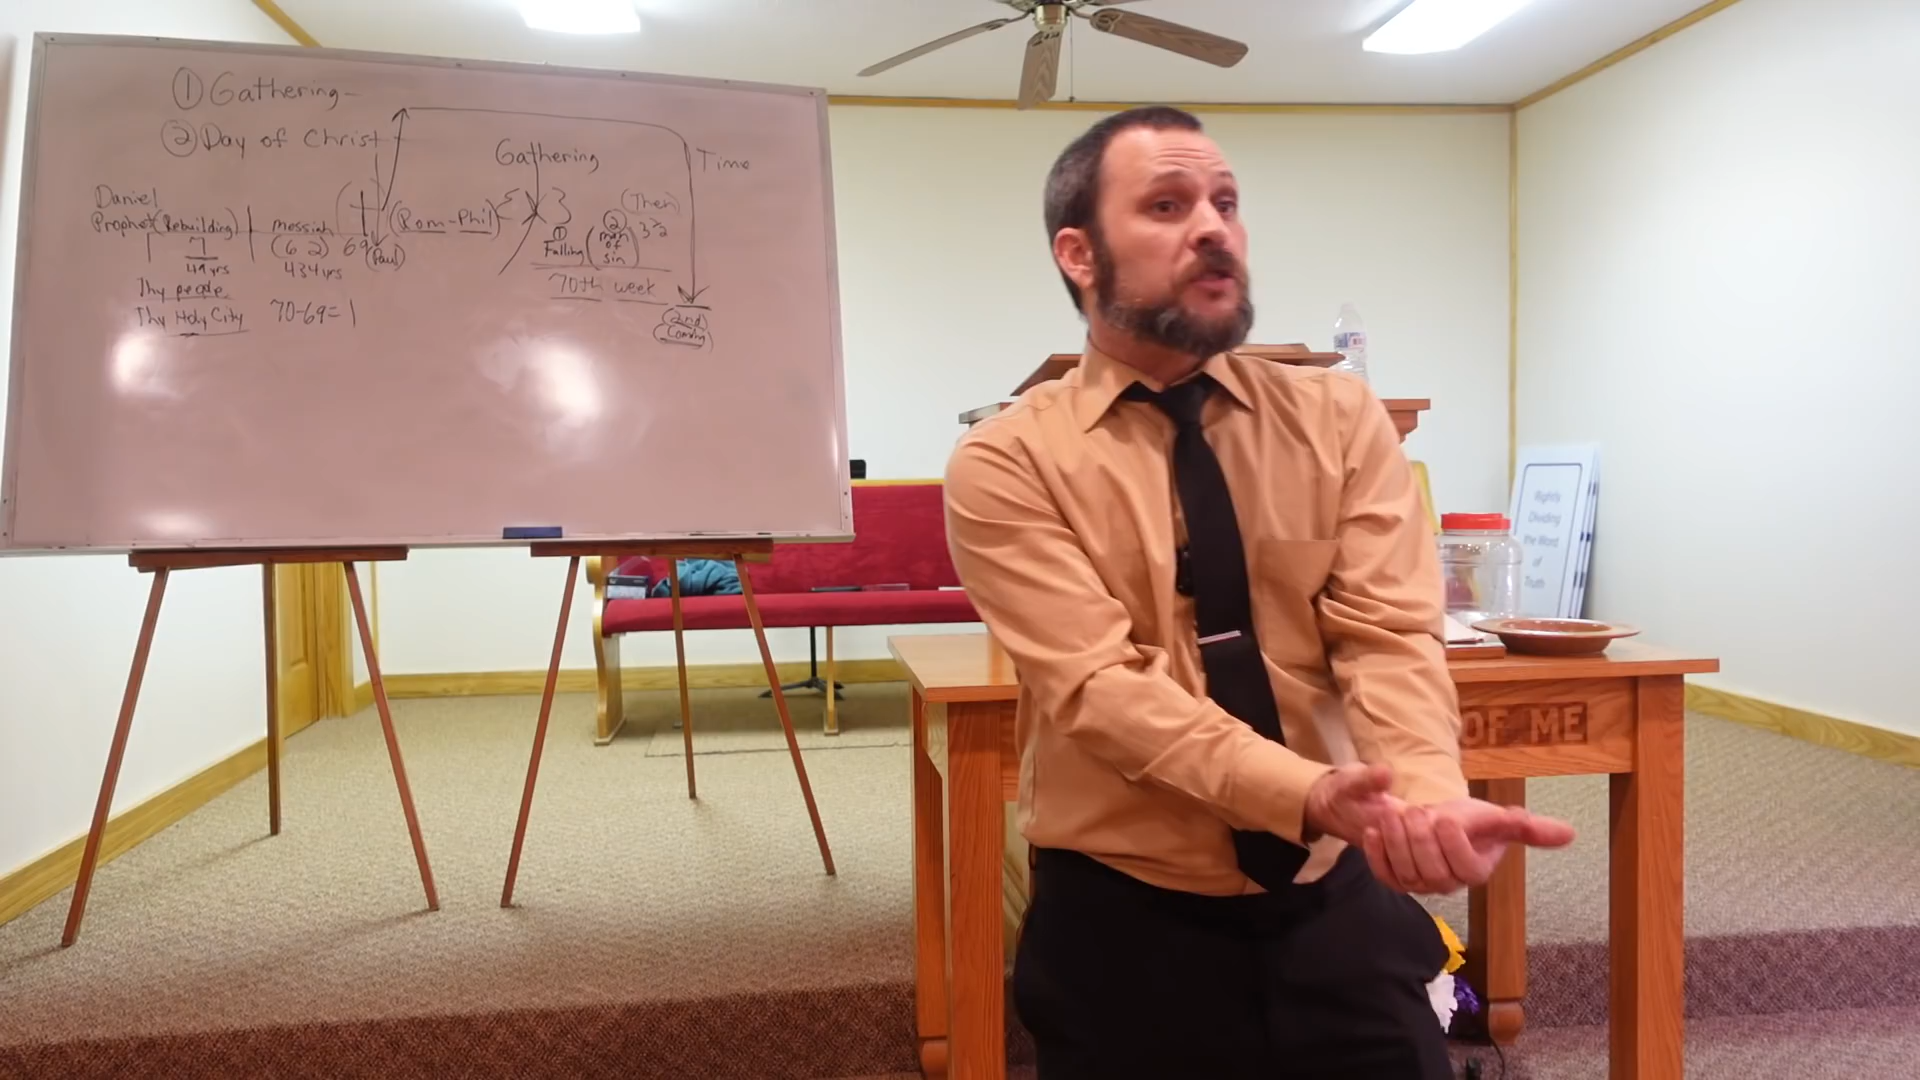 ① Gathering-
② Day of Christ
Gathering
Time
Daniel
Prophet (Rebuilding)
messiah
(Rom-Phil)
(Then)
7
49 yrs
(62) 69
434 yrs
(Paul)
①
Falling
②
man
of
sin
3 1/2
70th week
Thy people
Thy Holy City
70-69=1
2nd
Coming
Rightly
Dividing
the Word
of
Truth
OF ME